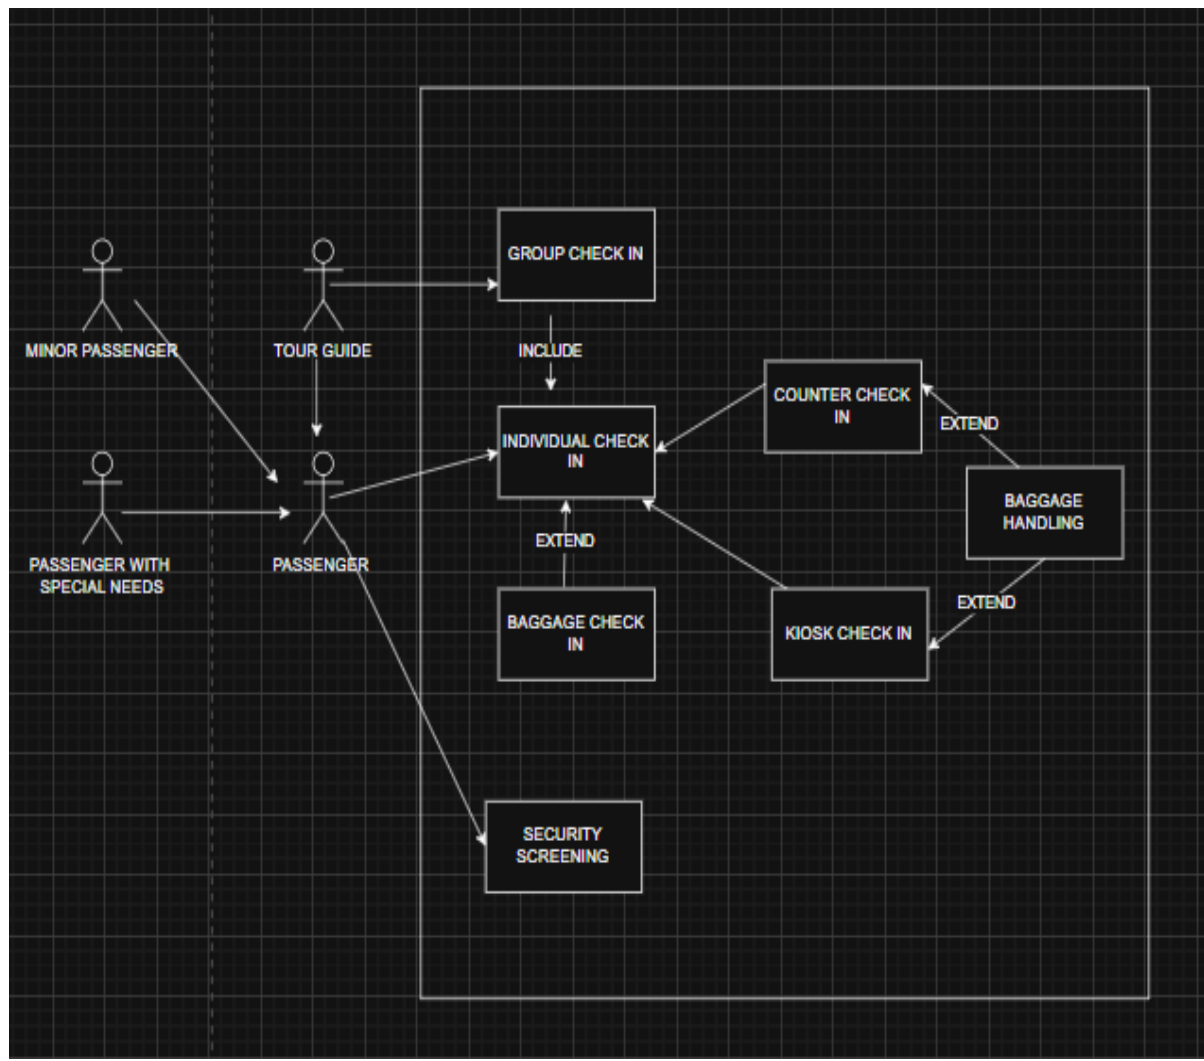 GROUP CHECK IN
MINOR PASSENGER
TOUR GUIDE
INCLUDE
COUNTER CHECK
IN
EXTEND
INDIVIDUAL CHECK
IN
BAGGAGE
HANDLING
EXTEND
PASSENGER WITH
SPECIAL NEEDS
PASSENGER
BAGGAGE CHECK
IN
KIOSK CHECK IN
EXTEND
SECURITY
SCREENING